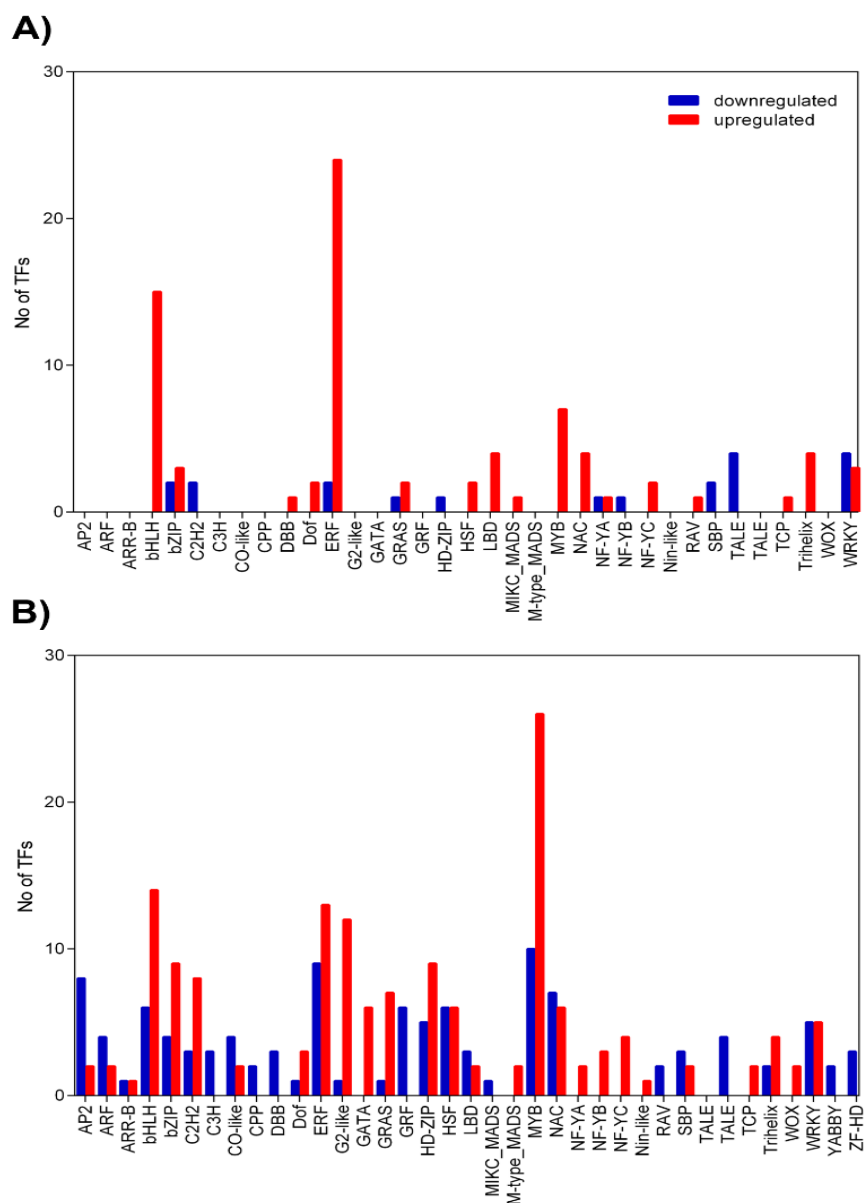 A)
30
downregulated
upregulated
20
No of TFs
10
0
AP2
ARF
ARR-B
bHLH
bZIP
C2H2
C3H
CO-like
CPP
DBB
Dof
ERF
G2-like
GATA
GRAS
GRF
HD-ZIP
HSF
LBD
MIKC_MADS
M-type_MADS
MYB
NAC
NF-YA
NF-YB
NF-YC
Nin-like
RAV
SBP
TALE
TALE
TCP
Trihelix
WOX
WRKY
B)
30
20
No of TFs
10
0
AP2
ARF
ARR-B
bHLH
bZIP
C2H2
C3H
CO-like
CPP
DBB
Dof
ERF
G2-like
GATA
GRAS
GRF
HD-ZIP
HSF
LBD
MIKC_MADS
M-type_MADS
MYB
NAC
NF-YA
NF-YB
NF-YC
Nin-like
RAV
SBP
TALE
TALE
TCP
Trihelix
WOX
WRKY
YABBY
ZF-HD